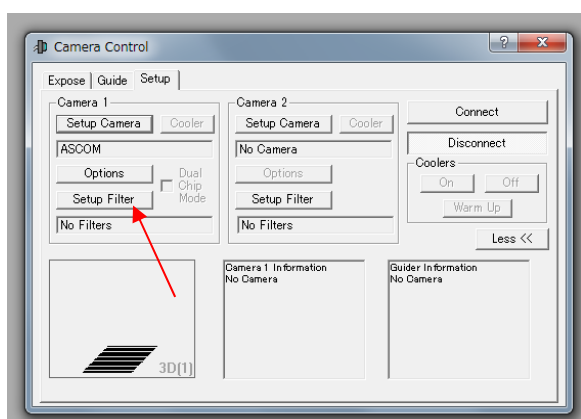 Camera Control
Expose Guide Setup
Camera 1
Setup Camera Cooler
ASCOM
Options
Dual
Chip
Mode
Setup Filter
No Filters
Camera 2
Setup Camera Cooler
No Camera
Options
Setup Filter
No Filters
Connect
Disconnect
Coolers
On Off
Warm Up
Less <<
3D(1)
Camera 1 Information
No Camera
Guider Information
No Camera